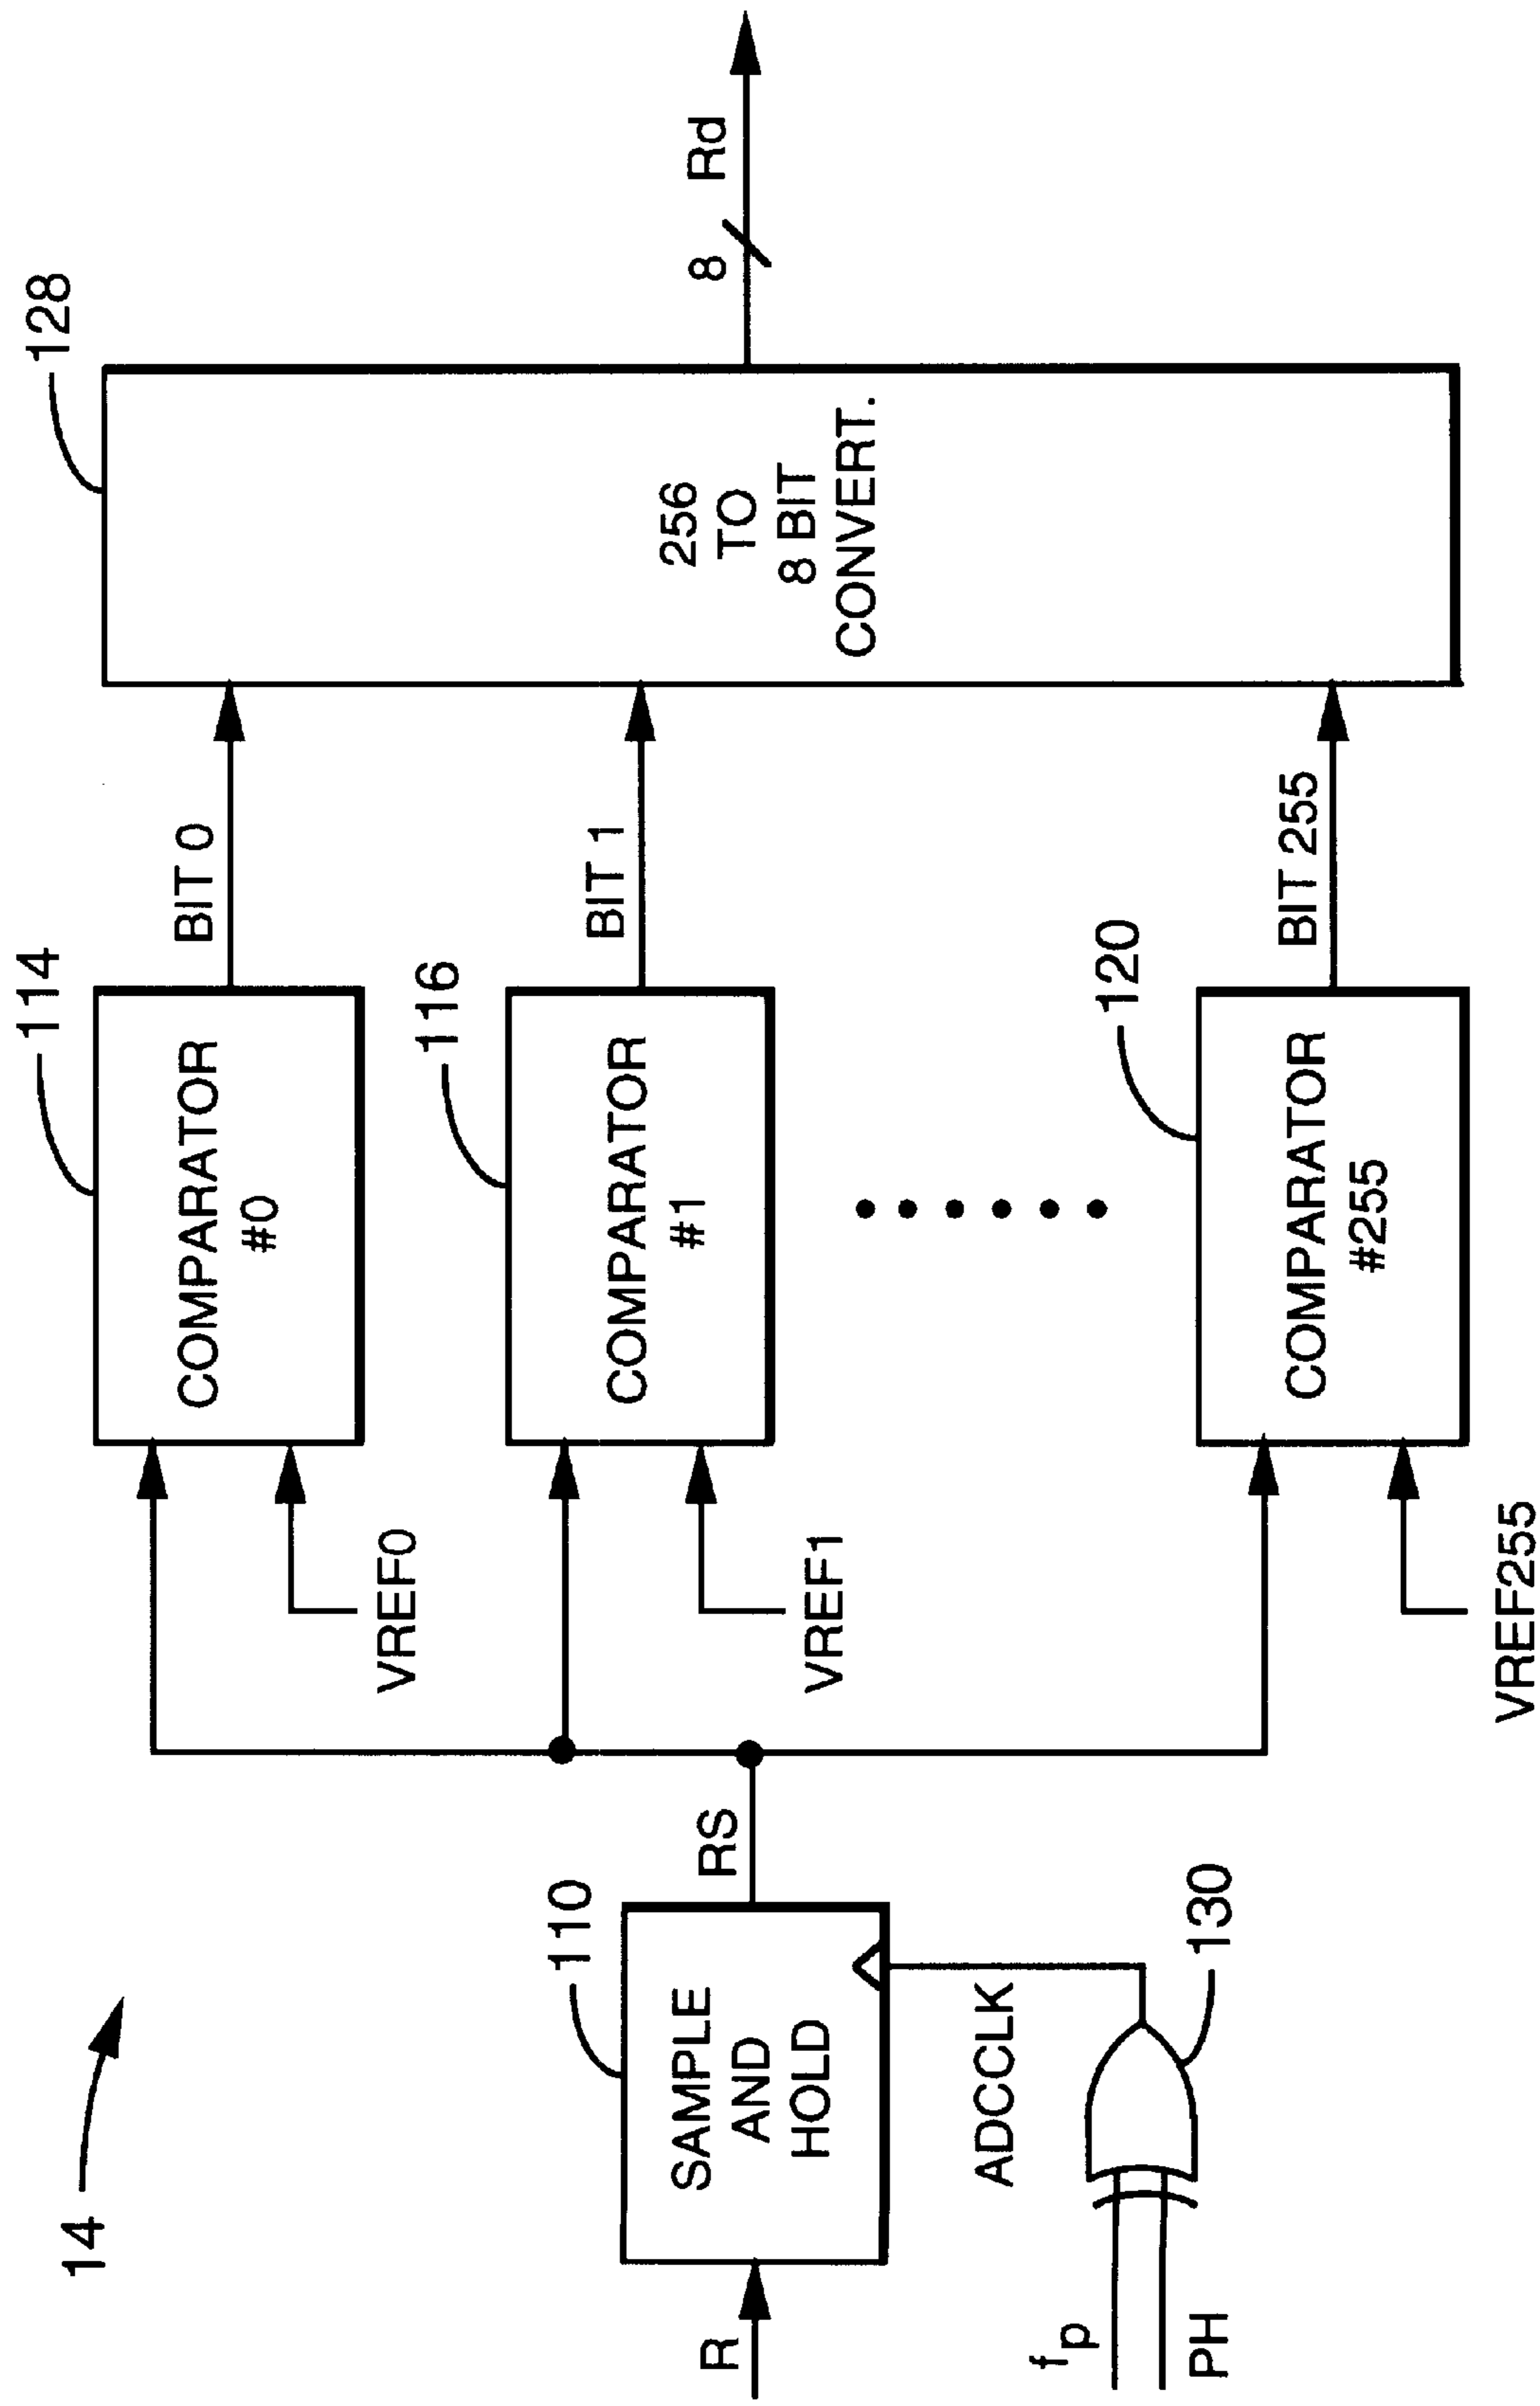 14
R
SAMPLE
AND
HOLD
110
RS
fp
PH
130
ADCCLK
VREF0
VREF1
VREF255
COMPARATOR
#0
114
COMPARATOR
#1
116
COMPARATOR
#255
120
BIT 0
BIT 1
BIT 255
256
TO
8 BIT
CONVERT.
128
8
Rd